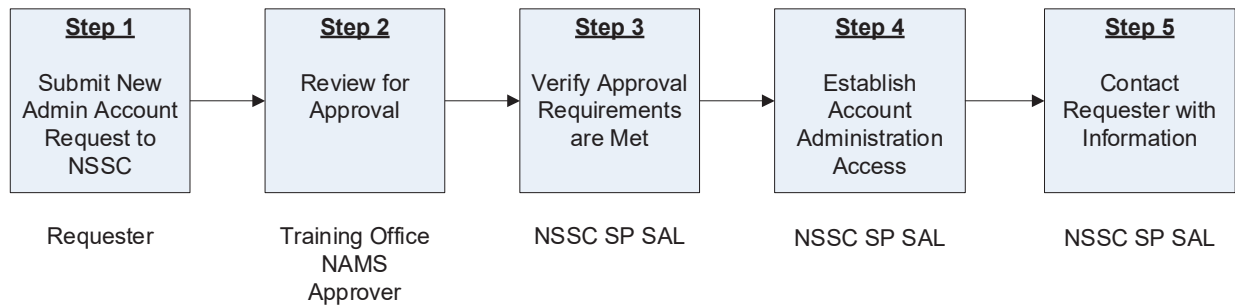 Step 1
Submit New
Admin Account
Request to
NSSC
Requester
Step 2
Review for
Approval
Training Office
NAMS
Approver
Step 3
Verify Approval
Requirements
are Met
NSSC SP SAL
Step 4
Establish
Account
Administration
Access
NSSC SP SAL
Step 5
Contact
Requester with
Information
NSSC SP SAL